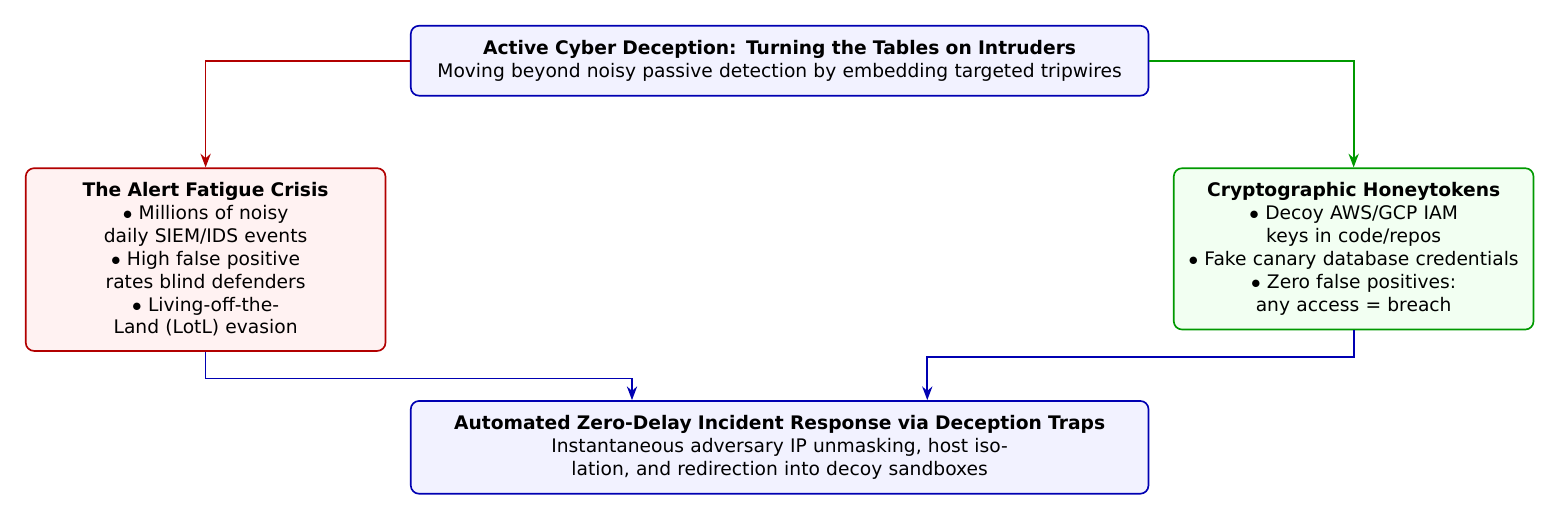 Active Cyber Deception: Turning the Tables on Intruders
Moving beyond noisy passive detection by embedding targeted tripwires
The Alert Fatigue Crisis
• Millions of noisy
daily SIEM/IDS events
• High false positive
rates blind defenders
• Living-off-the-
Land (LotL) evasion
Cryptographic Honeytokens
• Decoy AWS/GCP IAM
keys in code/repos
• Fake canary database credentials
• Zero false positives:
any access = breach
Automated Zero-Delay Incident Response via Deception Traps
Instantaneous adversary IP unmasking, host iso-
lation, and redirection into decoy sandboxes